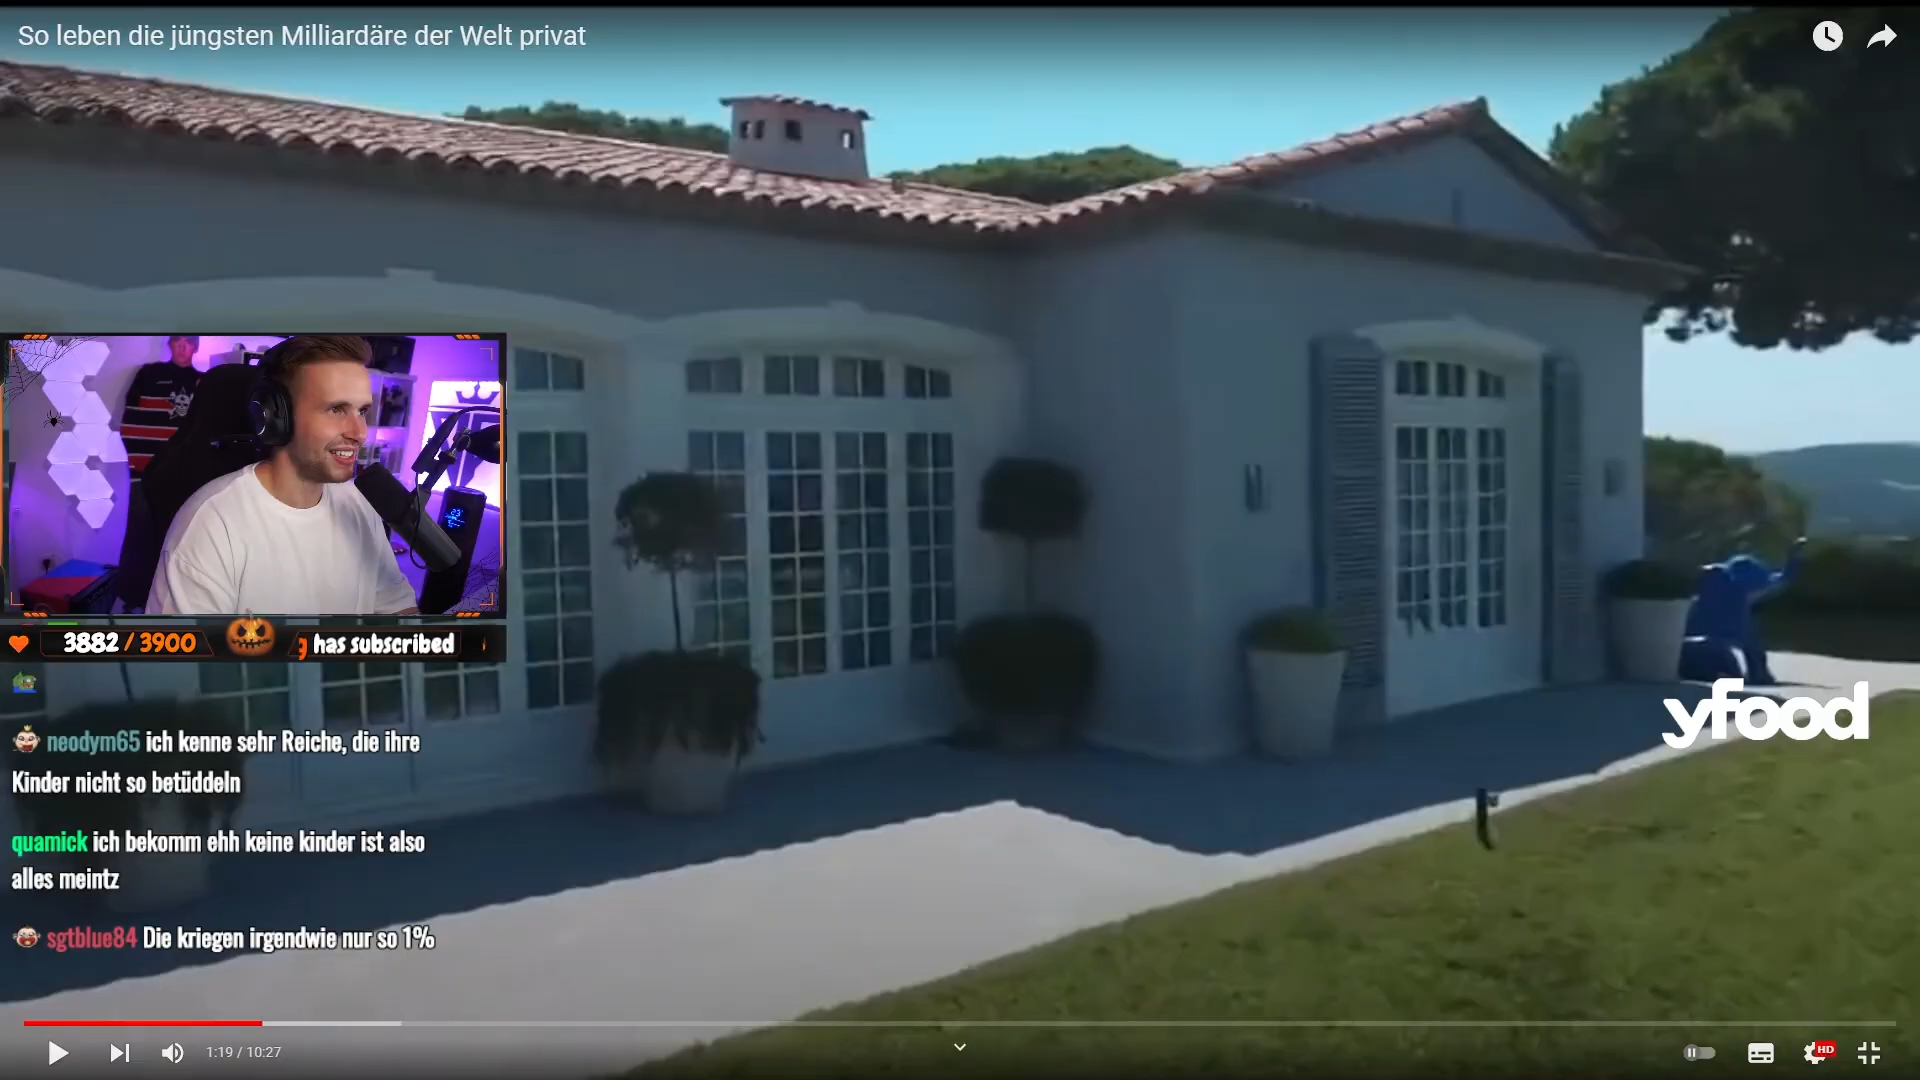 So leben die jüngsten Milliardäre der Welt privat
3882 / 3900
g has subscribed
neodym65 ich kenne sehr Reiche, die ihre
Kinder nicht so betüddeln
quamick ich bekomm ehh keine kinder ist also
alles meintz
sgtblue84 Die kriegen irgendwie nur so 1%
yfood
1:19 / 10:27
HD